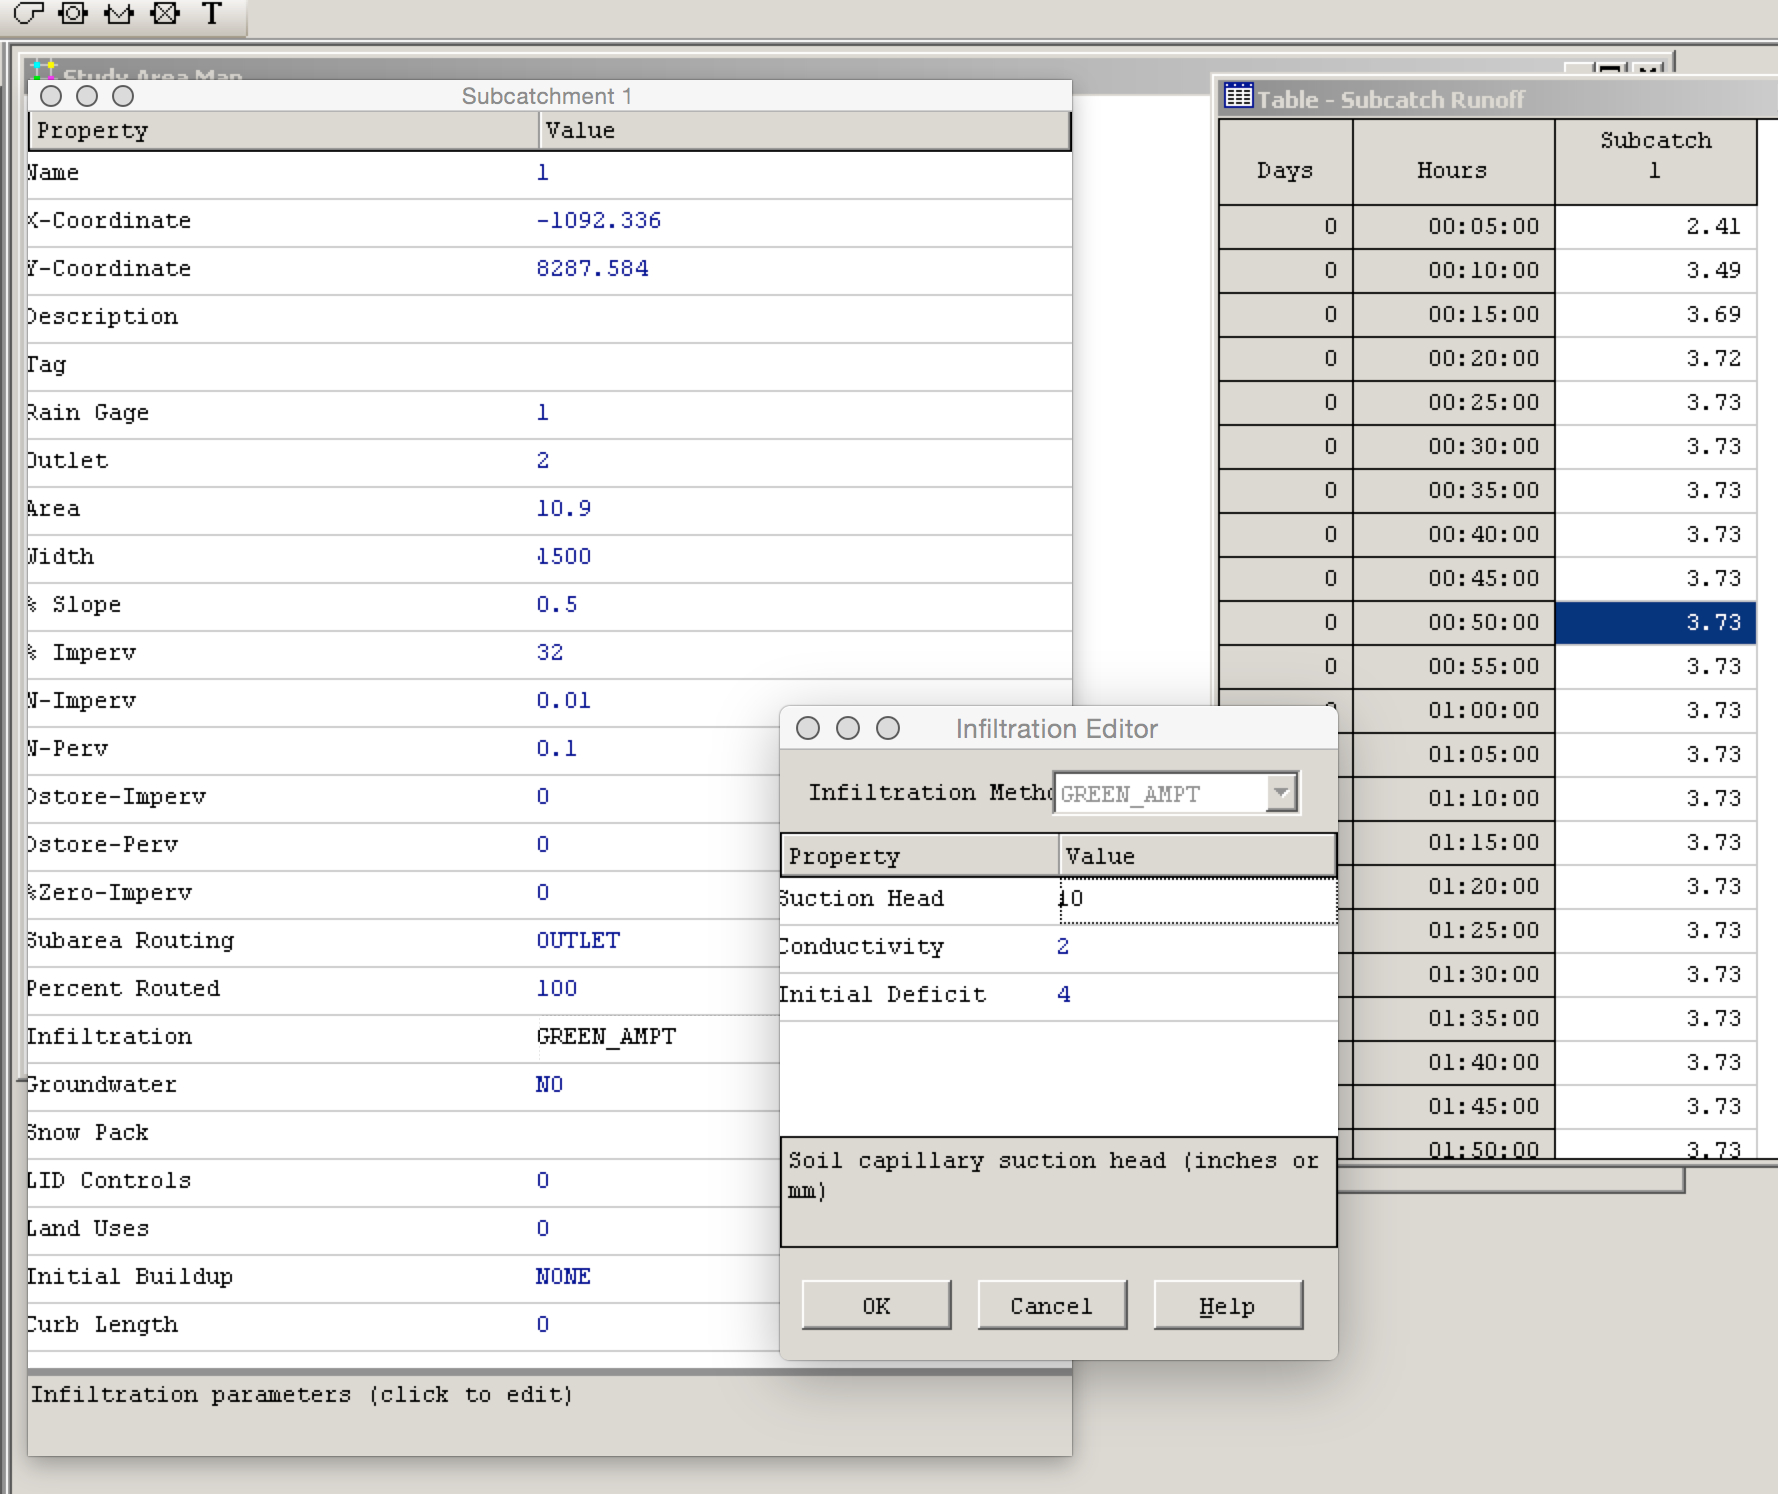 T
Study Area Map
Subcatchment 1
Property Value
Name 1
X-Coordinate -1092.336
Y-Coordinate 8287.584
Description
Tag
Rain Gage 1
Outlet 2
Area 10.9
Width 1500
% Slope 0.5
% Imperv 32
N-Imperv 0.01
N-Perv 0.1
Dstore-Imperv 0
Dstore-Perv 0
%Zero-Imperv 0
Subarea Routing OUTLET
Percent Routed 100
Infiltration GREEN_AMPT
Groundwater NO
Snow Pack
LID Controls 0
Land Uses 0
Initial Buildup NONE
Curb Length 0
Infiltration parameters (click to edit)
Infiltration Editor
Infiltration Metho GREEN_AMPT
Property Value
Suction Head 10
Conductivity 2
Initial Deficit 4
Soil capillary suction head (inches or
mm)
OK Cancel Help
Table - Subcatch Runoff
Days Hours Subcatch
1
0 00:05:00 2.41
0 00:10:00 3.49
0 00:15:00 3.69
0 00:20:00 3.72
0 00:25:00 3.73
0 00:30:00 3.73
0 00:35:00 3.73
0 00:40:00 3.73
0 00:45:00 3.73
0 00:50:00 3.73
0 00:55:00 3.73
0 01:00:00 3.73
01:05:00 3.73
01:10:00 3.73
01:15:00 3.73
01:20:00 3.73
01:25:00 3.73
01:30:00 3.73
01:35:00 3.73
01:40:00 3.73
01:45:00 3.73
01:50:00 3.73